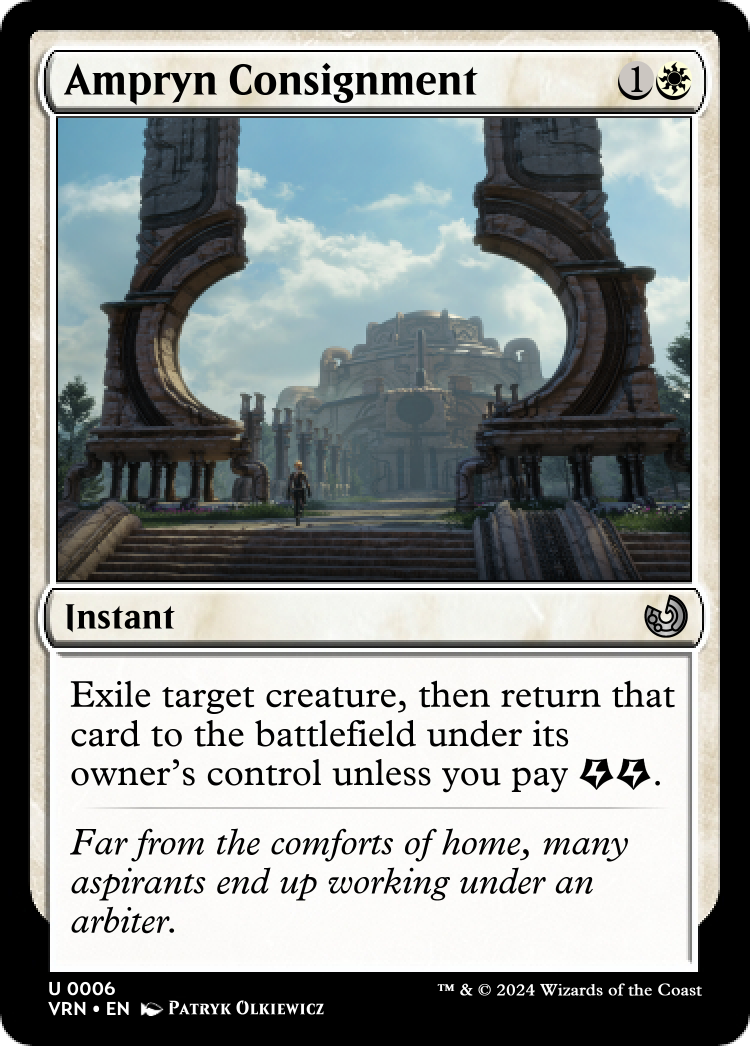 Ampryn Consignment 1
Instant
Exile target creature, then return that
card to the battlefield under its
owner's control unless you pay .
Far from the comforts of home, many
aspirants end up working under an
arbiter.
U 0006
VRN • EN Patryk Olkiewicz
™ & © 2024 Wizards of the Coast